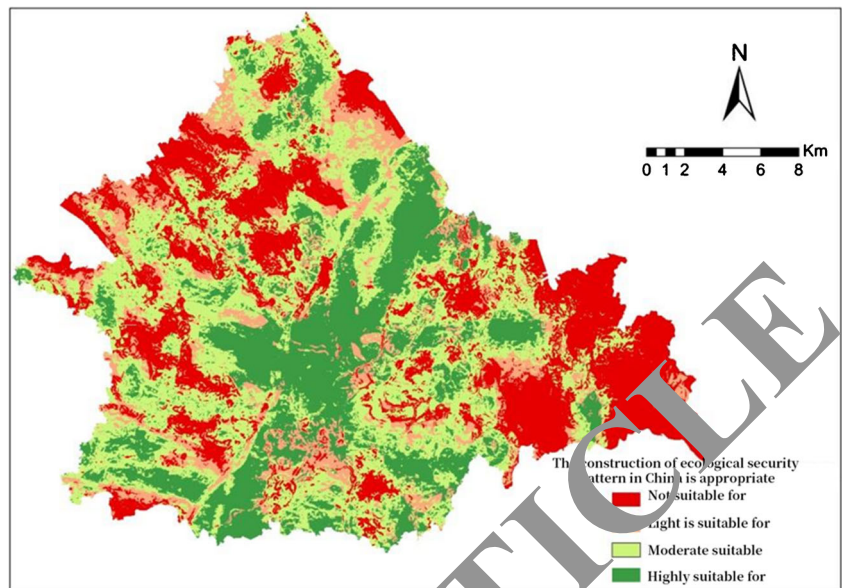 N
Km
0 1 2 4 6 8
The construction of ecological security
pattern in China is appropriate
Not suitable for
Light is suitable for
Moderate suitable
Highly suitable for
TICLE